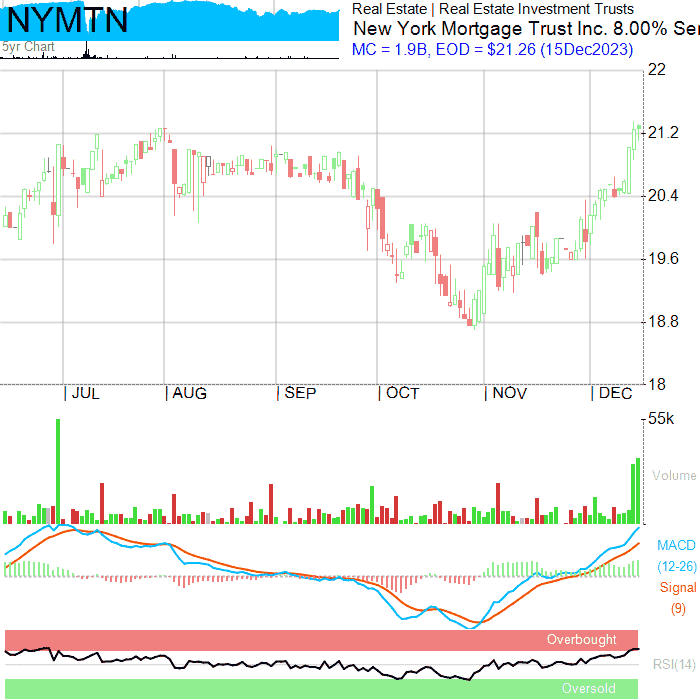 NYMTN
5yr Chart
Real Estate | Real Estate Investment Trusts
New York Mortgage Trust Inc. 8.00% Ser
MC = 1.9B, EOD = $21.26 (15Dec2023)
22
21.2
20.4
19.6
18.8
18
JUL AUG SEP OCT NOV DEC
55k
Volume
MACD
(12-26)
Signal
(9)
Overbought
RSI(14)
Oversold